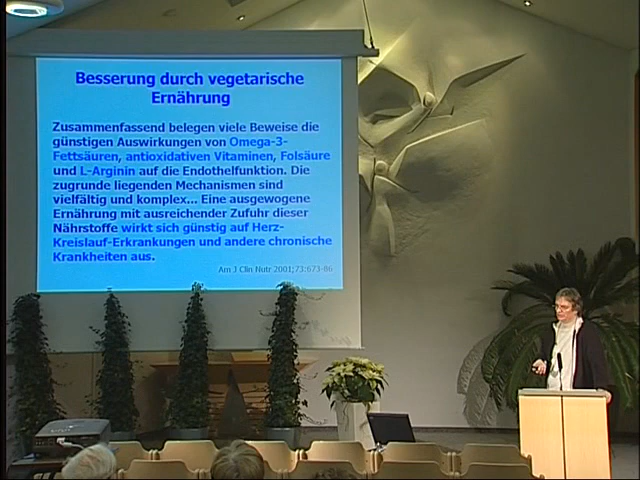 Besserung durch vegetarische
Ernährung
Zusammenfassend belegen viele Beweise die
günstigen Auswirkungen von Omega-3-
Fettsäuren, antioxidativen Vitaminen, Folsäure
und L-Arginin auf die Endothelfunktion. Die
zugrunde liegenden Mechanismen sind
vielfältig und komplex... Eine ausgewogene
Ernährung mit ausreichender Zufuhr dieser
Nährstoffe wirkt sich günstig auf Herz-
Kreislauf-Erkrankungen und andere chronische
Krankheiten aus.
Am J Clin Nutr 2001;73:673-86